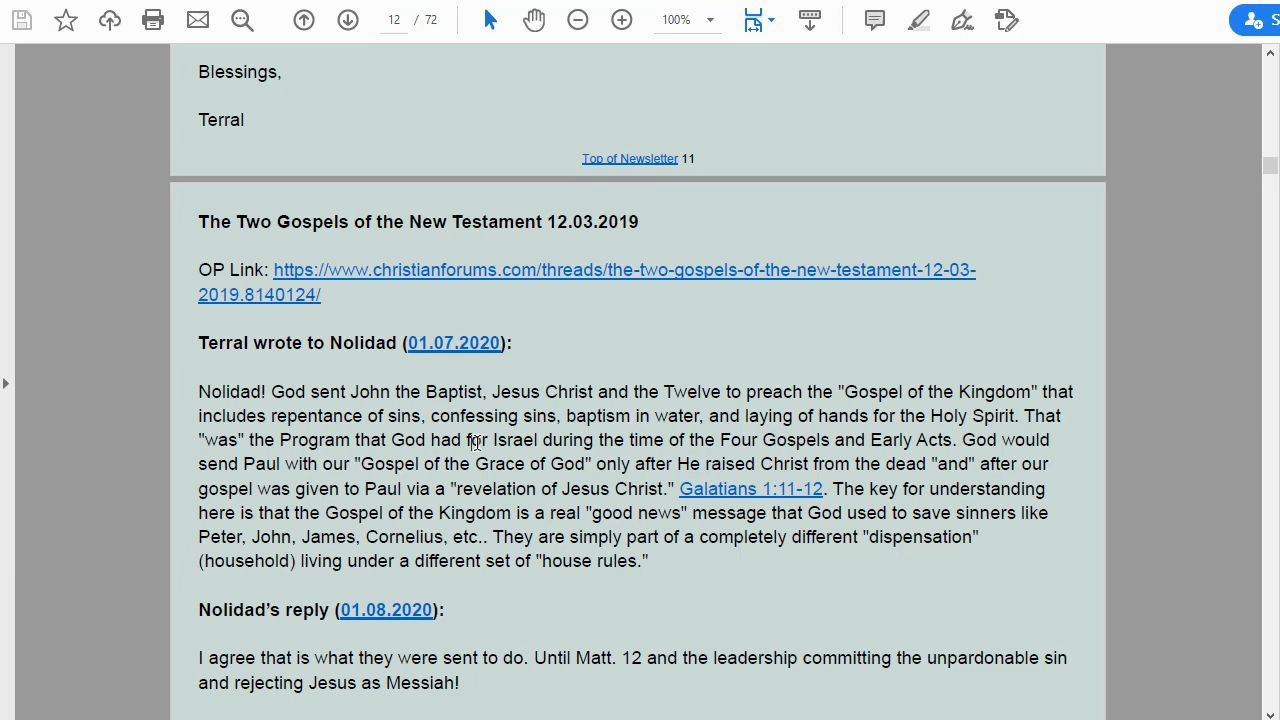 12 / 72
100%
S
Blessings,
Terral
Top of Newsletter 11
The Two Gospels of the New Testament 12.03.2019
OP Link: https://www.christianforums.com/threads/the-two-gospels-of-the-new-testament-12-03-
2019.8140124/
Terral wrote to Nolidad (01.07.2020):
Nolidad! God sent John the Baptist, Jesus Christ and the Twelve to preach the "Gospel of the Kingdom" that
includes repentance of sins, confessing sins, baptism in water, and laying of hands for the Holy Spirit. That
"was" the Program that God had for Israel during the time of the Four Gospels and Early Acts. God would
send Paul with our "Gospel of the Grace of God" only after He raised Christ from the dead "and" after our
gospel was given to Paul via a "revelation of Jesus Christ." Galatians 1:11-12. The key for understanding
here is that the Gospel of the Kingdom is a real "good news" message that God used to save sinners like
Peter, John, James, Cornelius, etc.. They are simply part of a completely different "dispensation"
(household) living under a different set of "house rules."
Nolidad’s reply (01.08.2020):
I agree that is what they were sent to do. Until Matt. 12 and the leadership committing the unpardonable sin
and rejecting Jesus as Messiah!